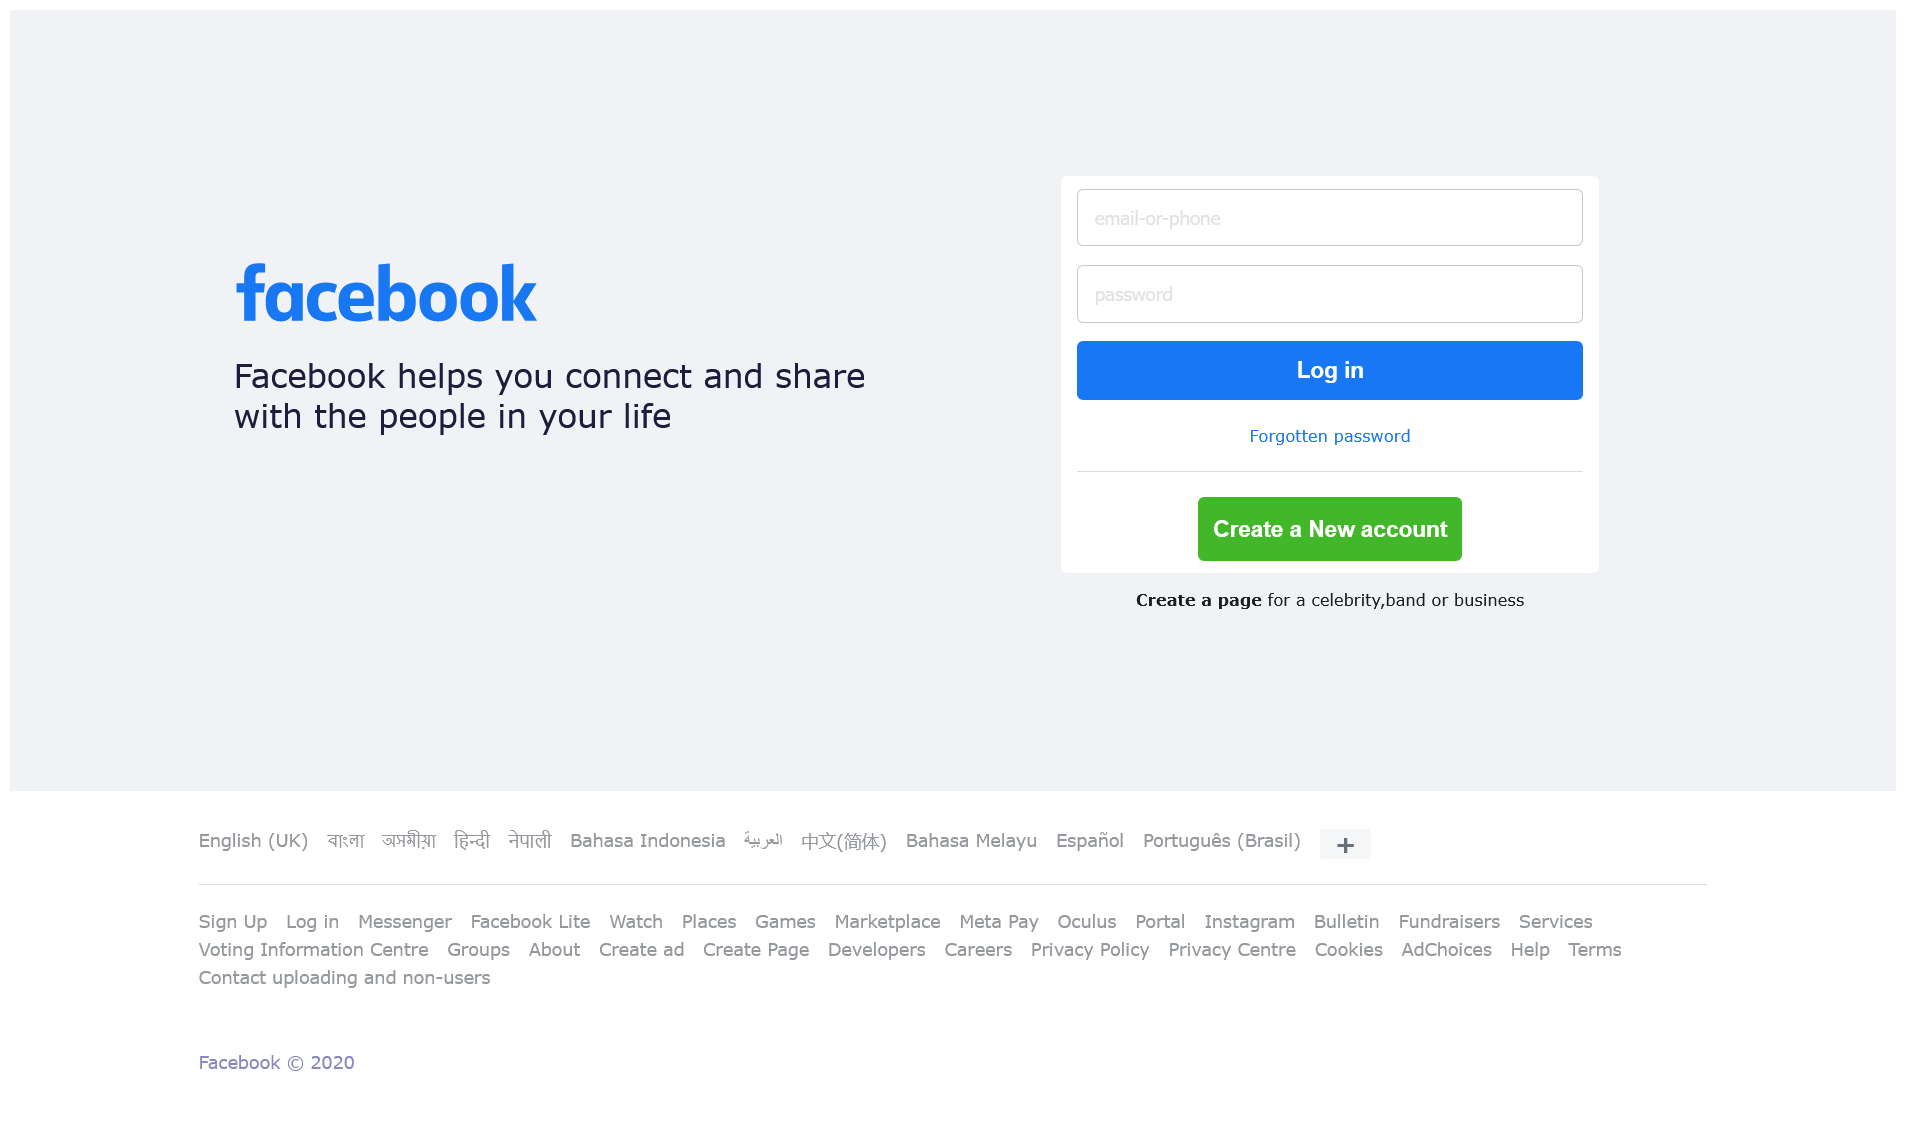 facebook
Facebook helps you connect and share
with the people in your life
email-or-phone
password
Log in
Forgotten password
Create a New account
Create a page for a celebrity,band or business
English (UK) বাংলা অসমীয়া हिन्दी नेपाली Bahasa Indonesia العربية 中文(简体) Bahasa Melayu Español Português (Brasil) +
Sign Up Log in Messenger Facebook Lite Watch Places Games Marketplace Meta Pay Oculus Portal Instagram Bulletin Fundraisers Services
Voting Information Centre Groups About Create ad Create Page Developers Careers Privacy Policy Privacy Centre Cookies AdChoices Help Terms
Contact uploading and non-users
Facebook © 2020